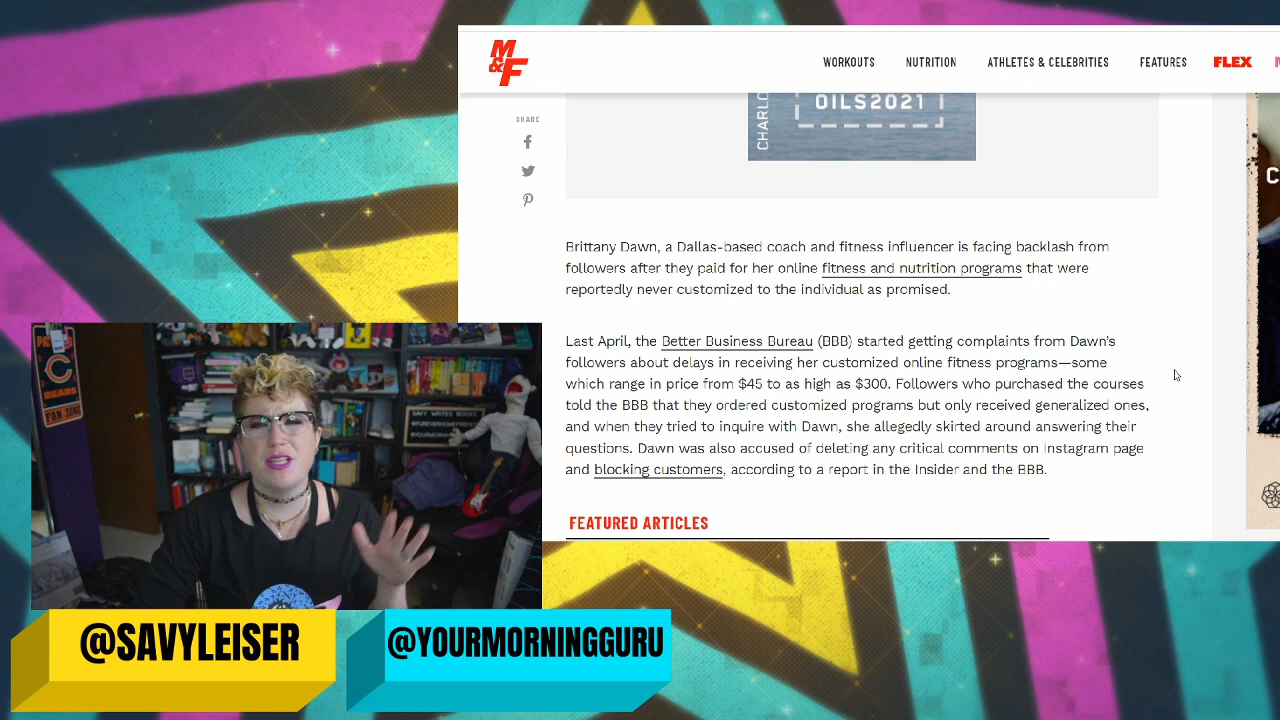 M&F
WORKOUTS NUTRITION ATHLETES & CELEBRITIES FEATURES FLEX
OILS2021
SHARE
Brittany Dawn, a Dallas-based coach and fitness influencer is facing backlash from
followers after they paid for her online fitness and nutrition programs that were
reportedly never customized to the individual as promised.
Last April, the Better Business Bureau (BBB) started getting complaints from Dawn's
followers about delays in receiving her customized online fitness programs—some
which range in price from $45 to as high as $300. Followers who purchased the courses
told the BBB that they ordered customized programs but only received generalized ones,
and when they tried to inquire with Dawn, she allegedly skirted around answering their
questions. Dawn was also accused of deleting any critical comments on Instagram page
and blocking customers, according to a report in the Insider and the BBB.
FEATURED ARTICLES
BEARS
FAN ZONE
SAVY WRITES BOOKS
@SAVYLEISER
@YOURMORNINGGURU